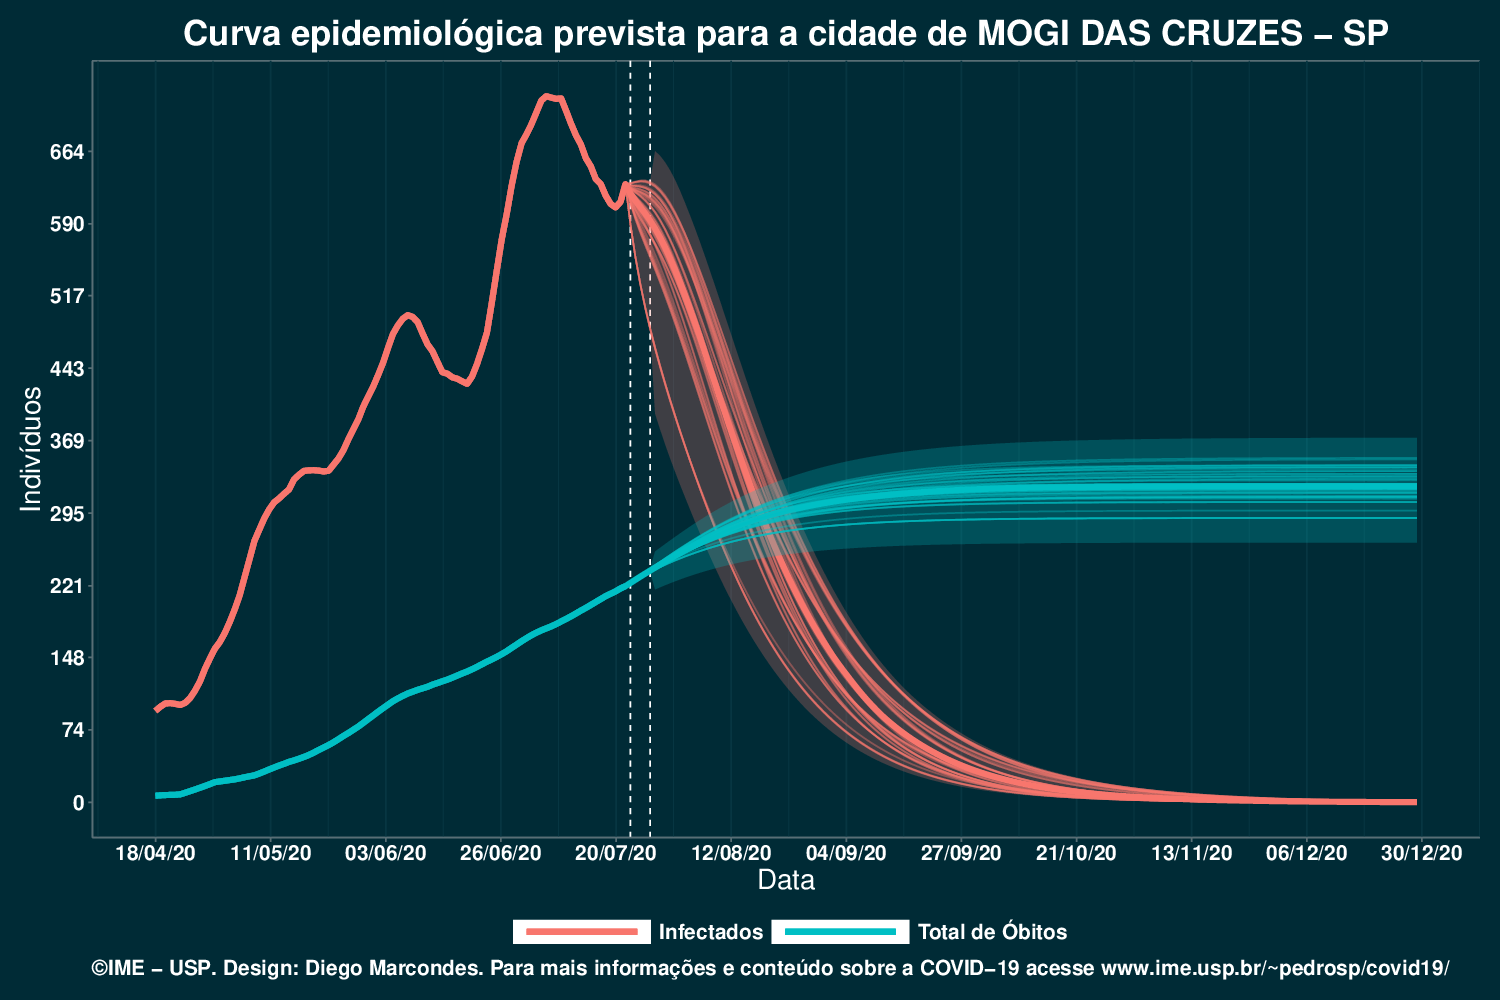 Curva epidemiológica prevista para a cidade de MOGI DAS CRUZES – SP
Indivíduos
664
590
517
443
369
295
221
148
74
0
18/04/20 11/05/20 03/06/20 26/06/20 20/07/20 12/08/20 04/09/20 27/09/20 21/10/20 13/11/20 06/12/20 30/12/20
Data
Infectados Total de Óbitos
©IME – USP. Design: Diego Marcondes. Para mais informações e conteúdo sobre a COVID–19 acesse www.ime.usp.br/~pedrosp/covid19/